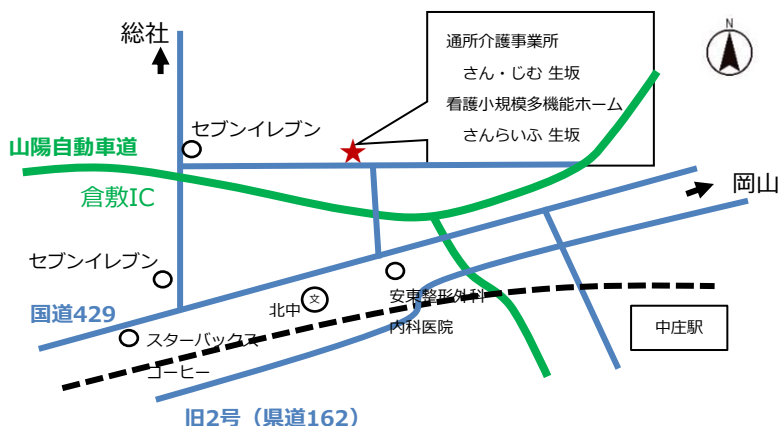 総社
N
通所介護事業所
さん・じむ 生坂
看護小規模多機能ホーム
さんらいふ 生坂
セブンイレブン
山陽自動車道
倉敷IC
岡山
セブンイレブン
国道429
北中
文
安東整形外科
内科医院
スターバックス
コーヒー
中庄駅
旧2号（県道162）